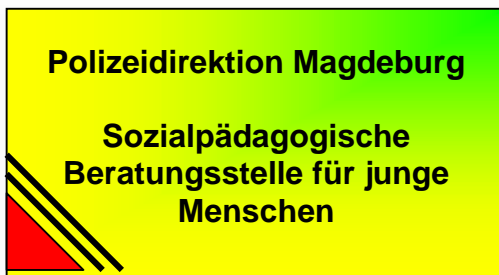 Polizeidirektion Magdeburg
Sozialpädagogische
Beratungsstelle für junge
Menschen